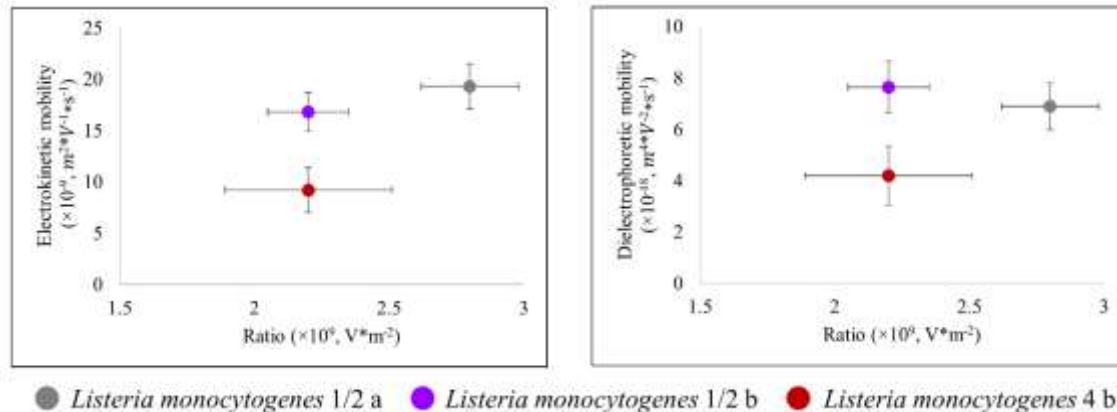 25
20
15
10
5
0
1.5
2
2.5
3
Electrokinetic mobility
(×10⁻⁹, m²*V⁻¹*s⁻¹)
Ratio (×10⁹, V*m⁻²)
10
8
6
4
2
0
1.5
2
2.5
3
Dielectrophoretic mobility
(×10⁻¹⁸, m⁴*V⁻²*s⁻¹)
Ratio (×10⁹, V*m⁻²)
Listeria monocytogenes 1/2 a Listeria monocytogenes 1/2 b Listeria monocytogenes 4 b